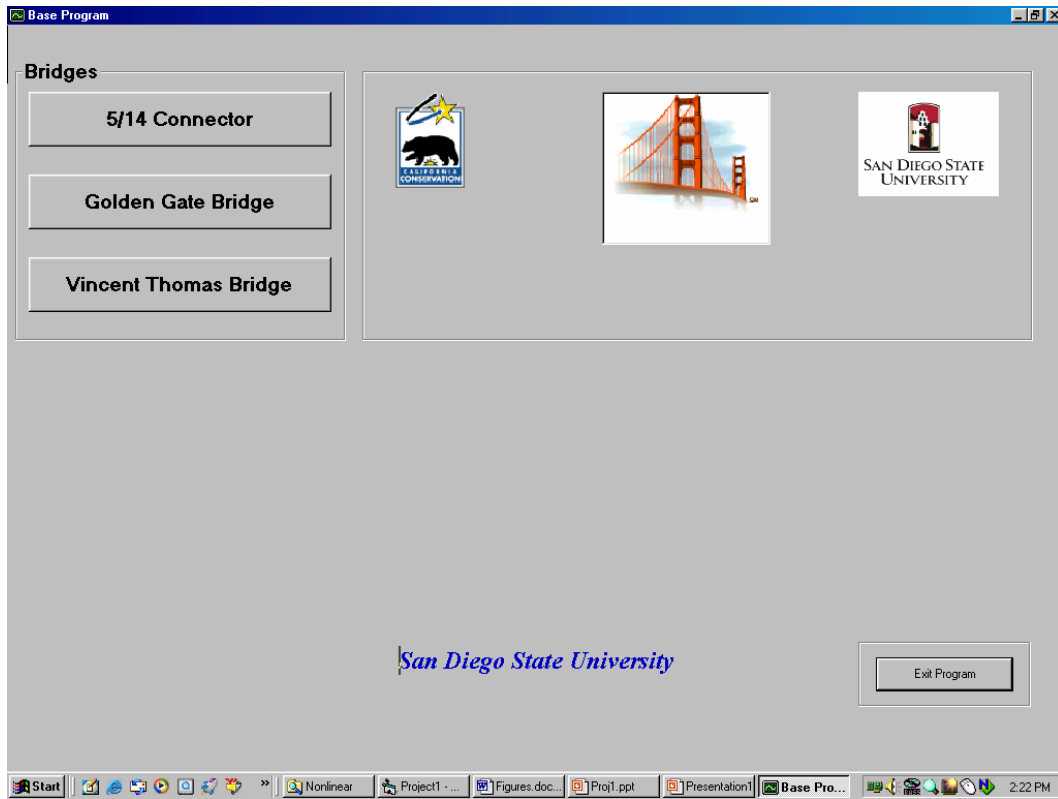 Base Program
Bridges
5/14 Connector
Golden Gate Bridge
Vincent Thomas Bridge
CALIFORNIA
CONSERVATION
SM
SAN DIEGO STATE
UNIVERSITY
San Diego State University
Exit Program
Start
»
Nonlinear
Project1 - ...
Figures.doc...
Proj1.ppt
Presentation1
Base Pro...
2:22 PM